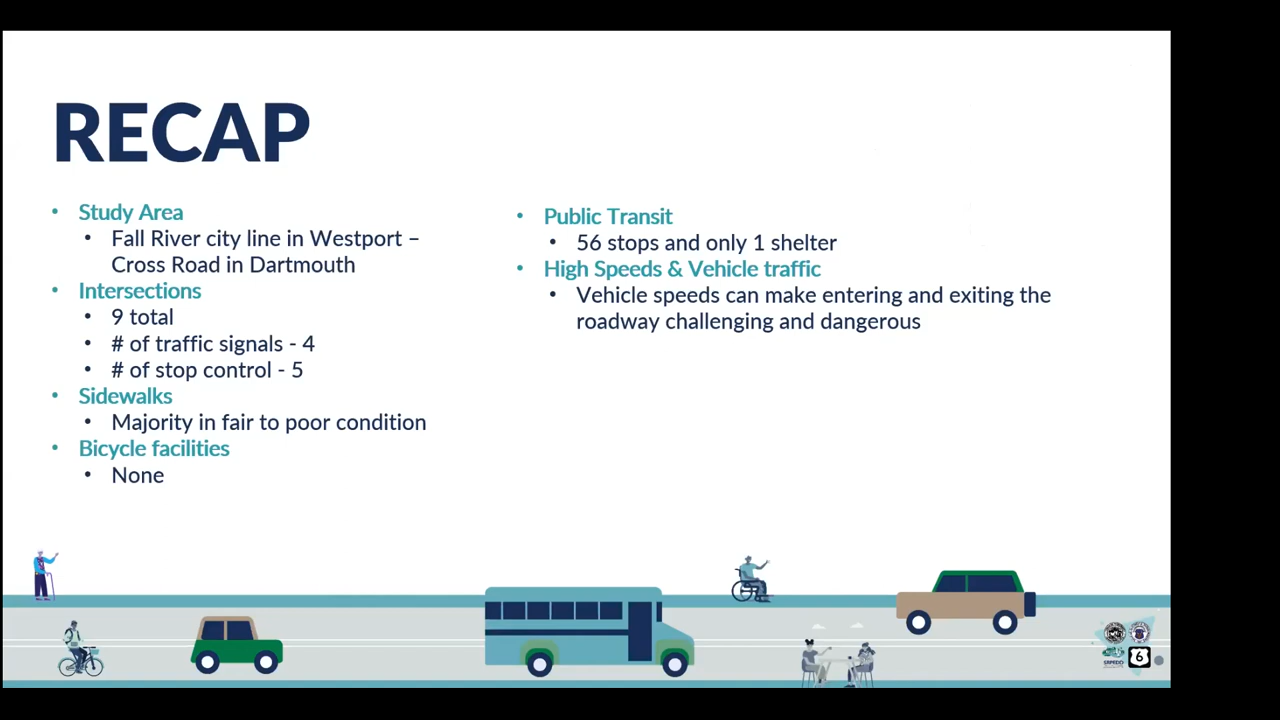 RECAP
• Study Area
• Fall River city line in Westport –
Cross Road in Dartmouth
• Intersections
• 9 total
• # of traffic signals - 4
• # of stop control - 5
• Sidewalks
• Majority in fair to poor condition
• Bicycle facilities
• None
• Public Transit
• 56 stops and only 1 shelter
• High Speeds & Vehicle traffic
• Vehicle speeds can make entering and exiting the
roadway challenging and dangerous
SRPEDD
6